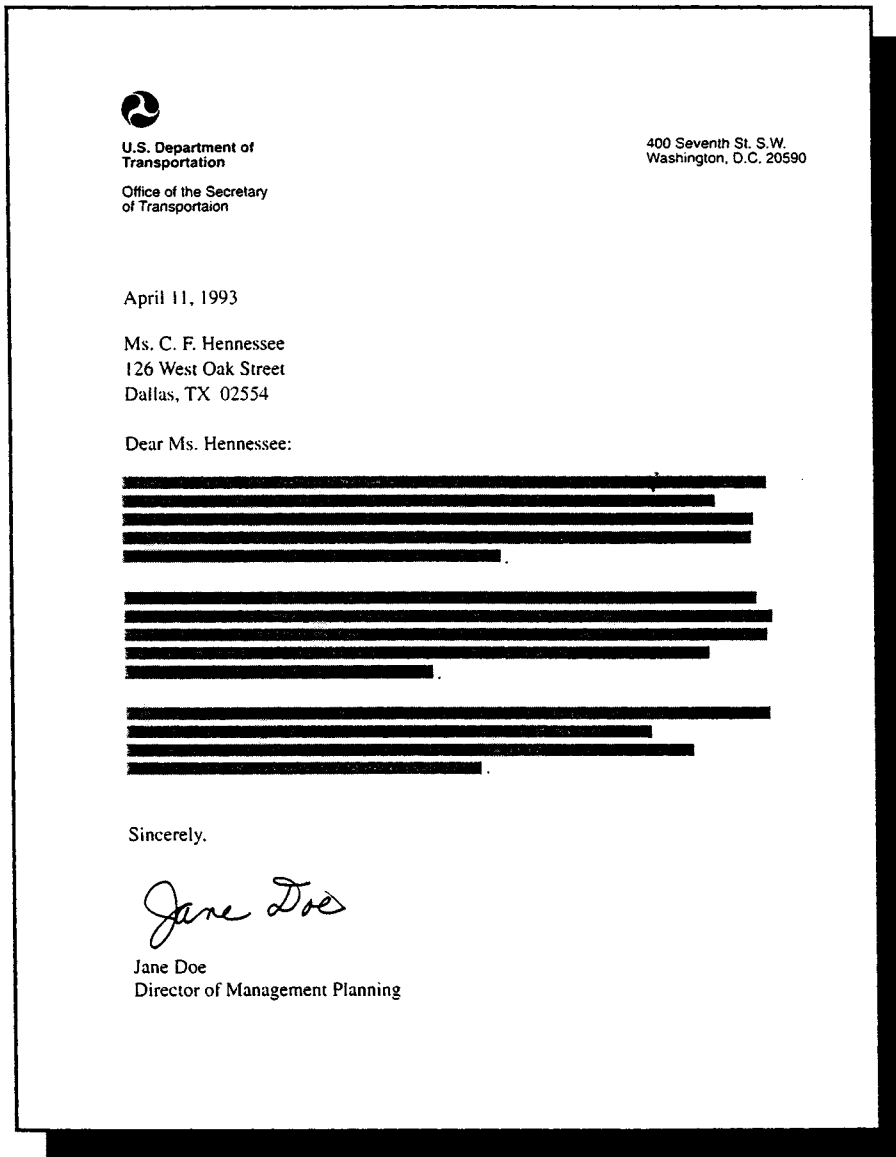 U.S. Department of
Transportation
Office of the Secretary
of Transportaion
400 Seventh St. S.W.
Washington, D.C. 20590
April 11, 1993
Ms. C. F. Hennessee
126 West Oak Street
Dallas, TX 02554
Dear Ms. Hennessee:
Sincerely.
Jane Doe
Jane Doe
Director of Management Planning